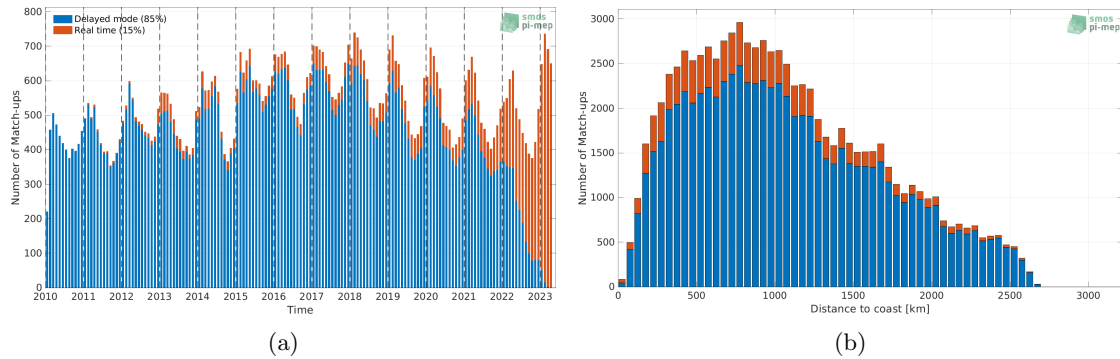 Delayed mode (85%)
Real time (15%)
smos
pi-mep
Number of Match-ups
800
700
600
500
400
300
200
100
0
2010 2011 2012 2013 2014 2015 2016 2017 2018 2019 2020 2021 2022 2023
Time
(a)
smos
pi-mep
Number of Match-ups
3000
2500
2000
1500
1000
500
0
0 500 1000 1500 2000 2500 3000
Distance to coast [km]
(b)